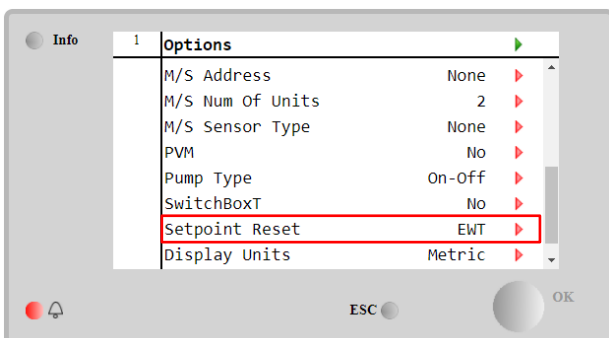 Info
1 Options
M/S Address None
M/S Num Of Units 2
M/S Sensor Type None
PVM No
Pump Type On-Off
SwitchBoxT No
Setpoint Reset EWT
Display Units Metric
ESC
OK